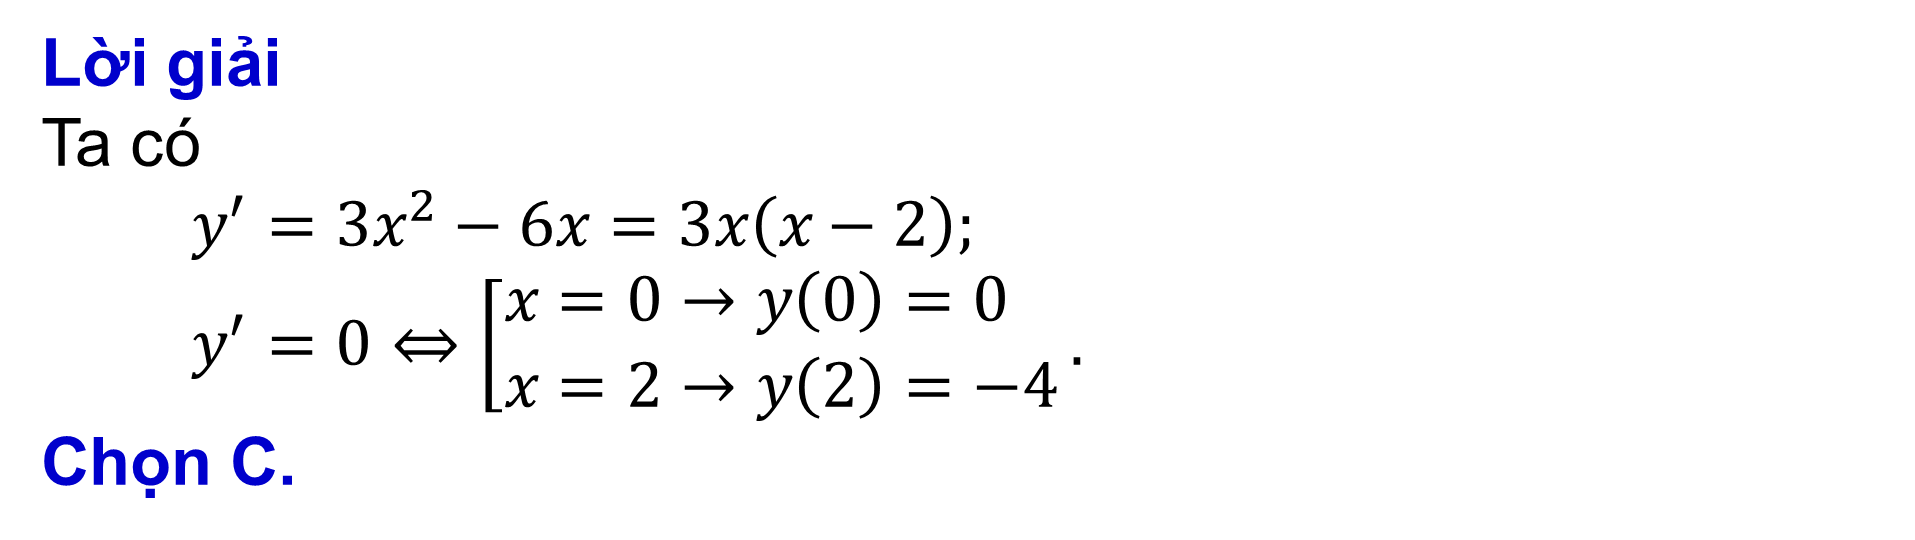 Lời giải
Ta có
y′ = 3x² − 6x = 3x(x − 2);
y′ = 0 ⇔ [x = 0 → y(0) = 0
x = 2 → y(2) = −4 .
Chọn C.